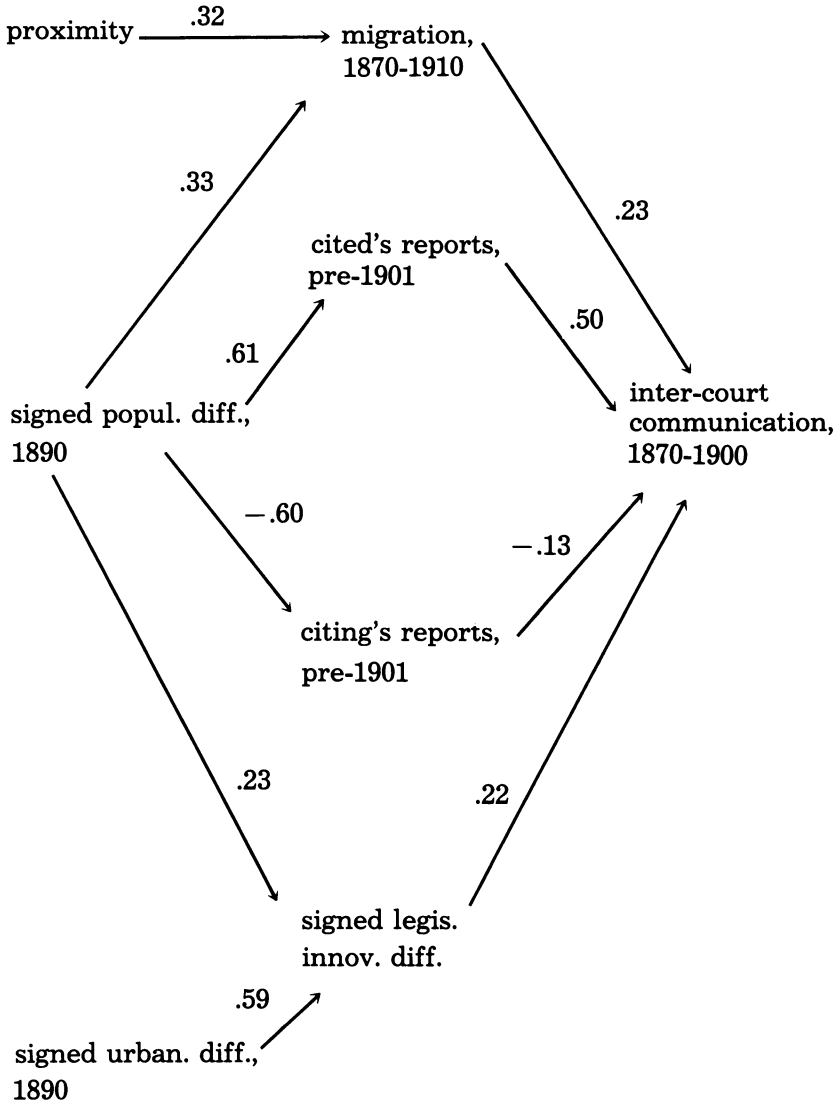 proximity
.32
migration,
1870-1910
.33
.23
cited's reports,
pre-1901
.50
.61
inter-court
communication,
1870-1900
signed popul. diff.,
1890
—.60
—.13
citing's reports,
pre-1901
.23
.22
signed legis.
innov. diff.
.59
signed urban. diff.,
1890